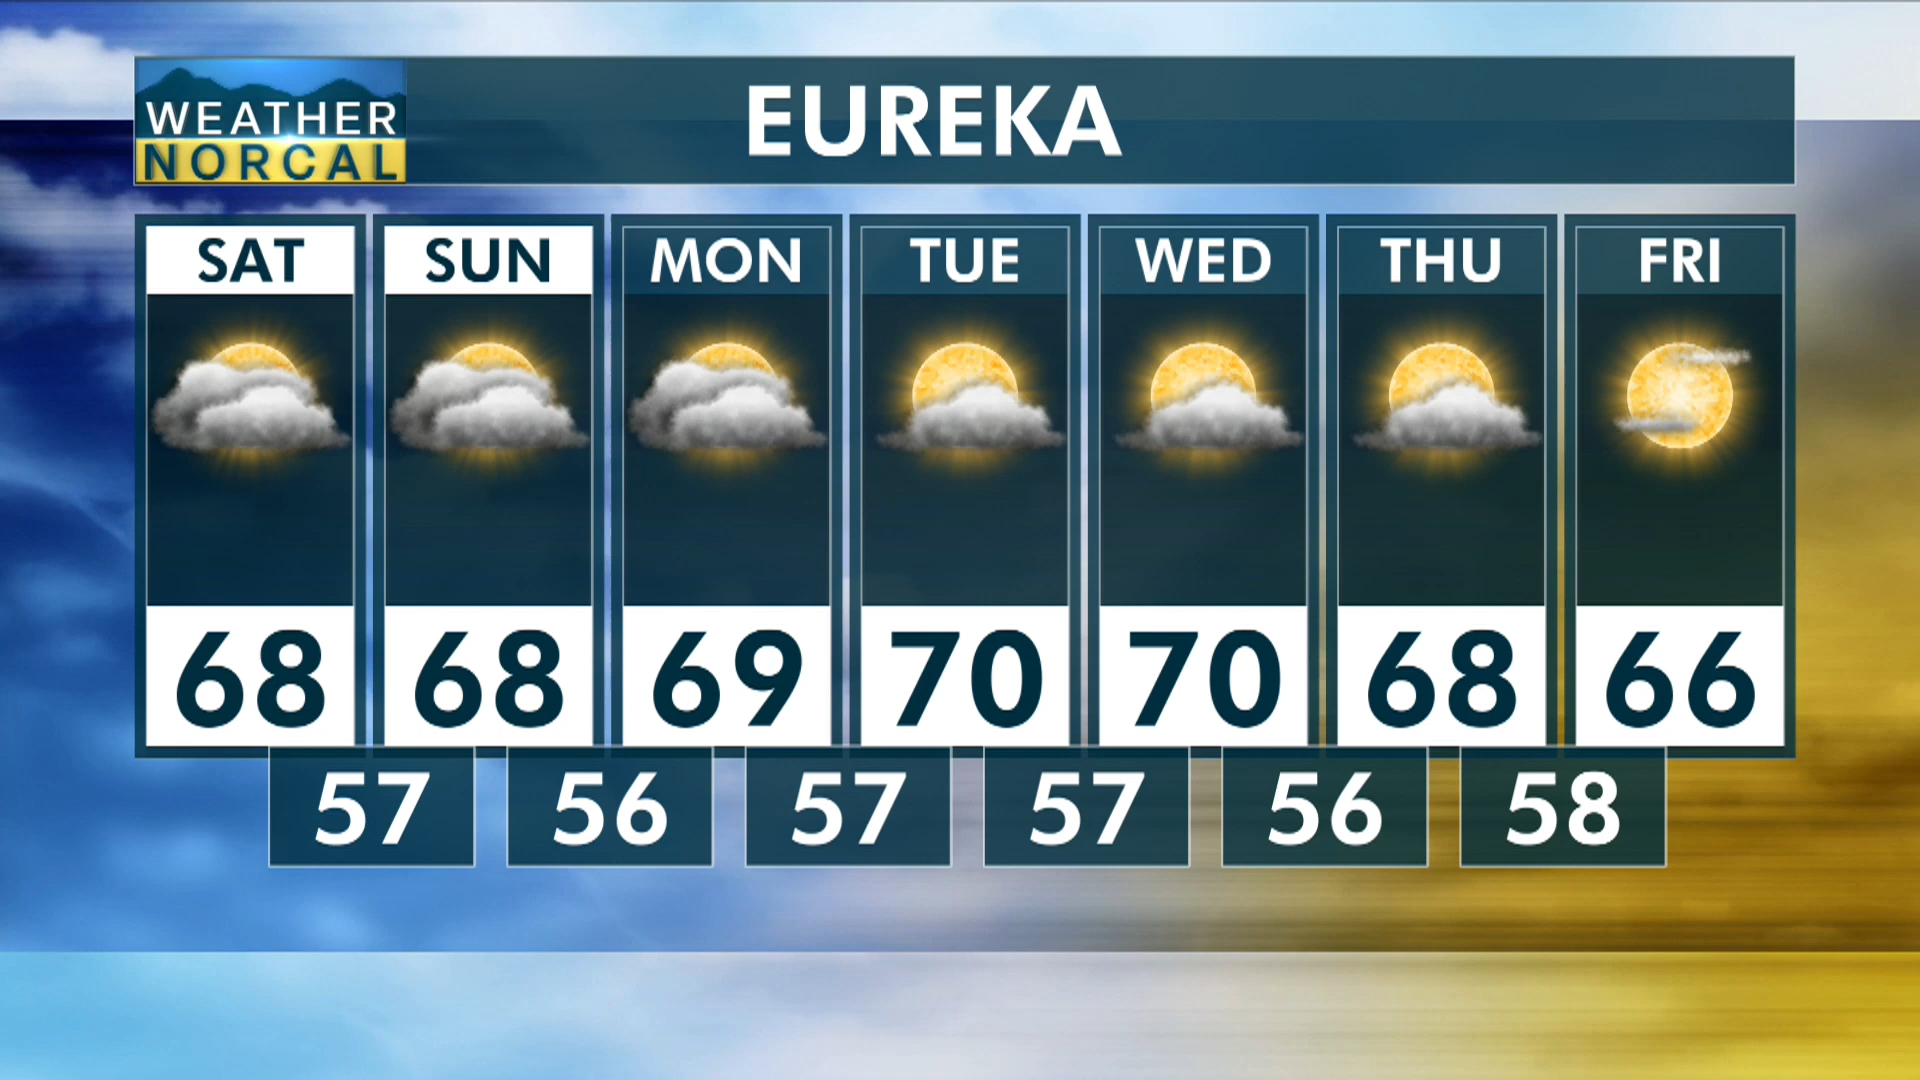 WEATHER
NORCAL
EUREKA
SAT SUN MON TUE WED THU FRI
68 68 69 70 70 68 66
57 56 57 57 56 58